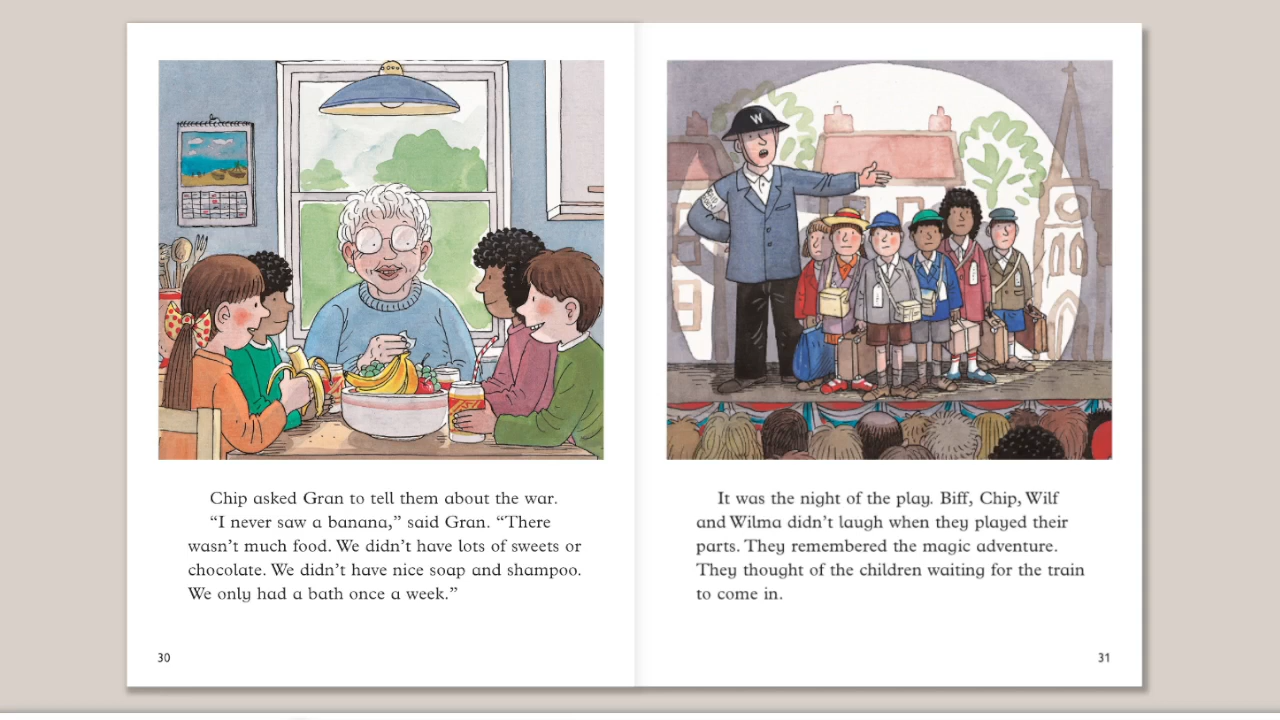 Chip asked Gran to tell them about the war.
“I never saw a banana,” said Gran. “There
wasn’t much food. We didn’t have lots of sweets or
chocolate. We didn’t have nice soap and shampoo.
We only had a bath once a week.”
30
W
It was the night of the play. Biff, Chip, Wilf
and Wilma didn’t laugh when they played their
parts. They remembered the magic adventure.
They thought of the children waiting for the train
to come in.
31